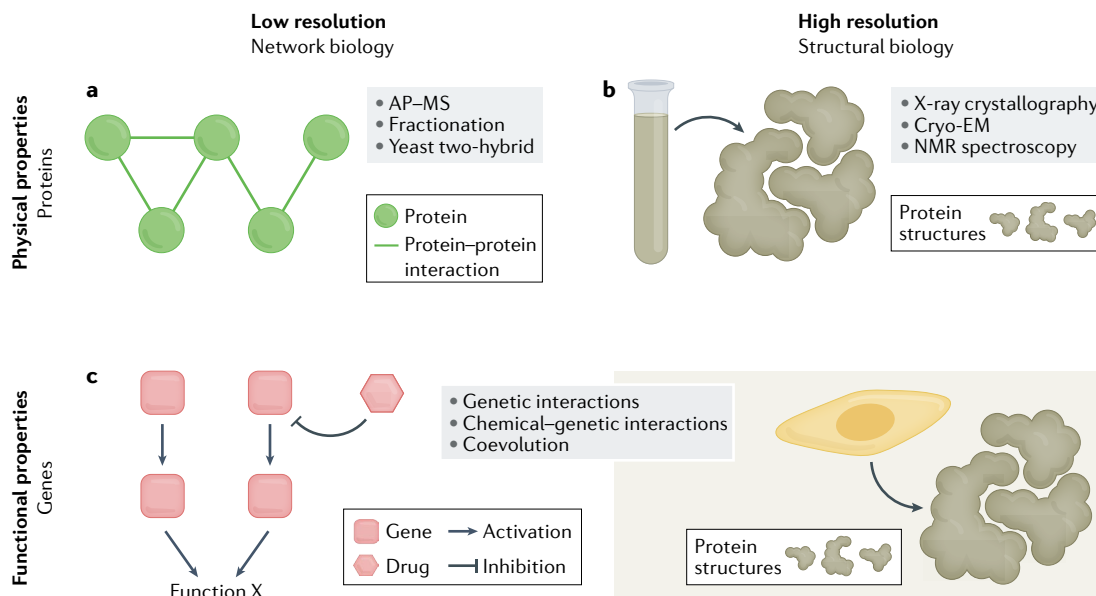 Low resolution
Network biology
High resolution
Structural biology
Physical properties
Proteins
a
• AP–MS
• Fractionation
• Yeast two-hybrid
Protein
Protein–protein
interaction
b
• X-ray crystallography
• Cryo-EM
• NMR spectroscopy
Protein
structures
Functional properties
Genes
c
• Genetic interactions
• Chemical–genetic interactions
• Coevolution
Gene
Activation
Drug
Inhibition
Function X
Protein
structures